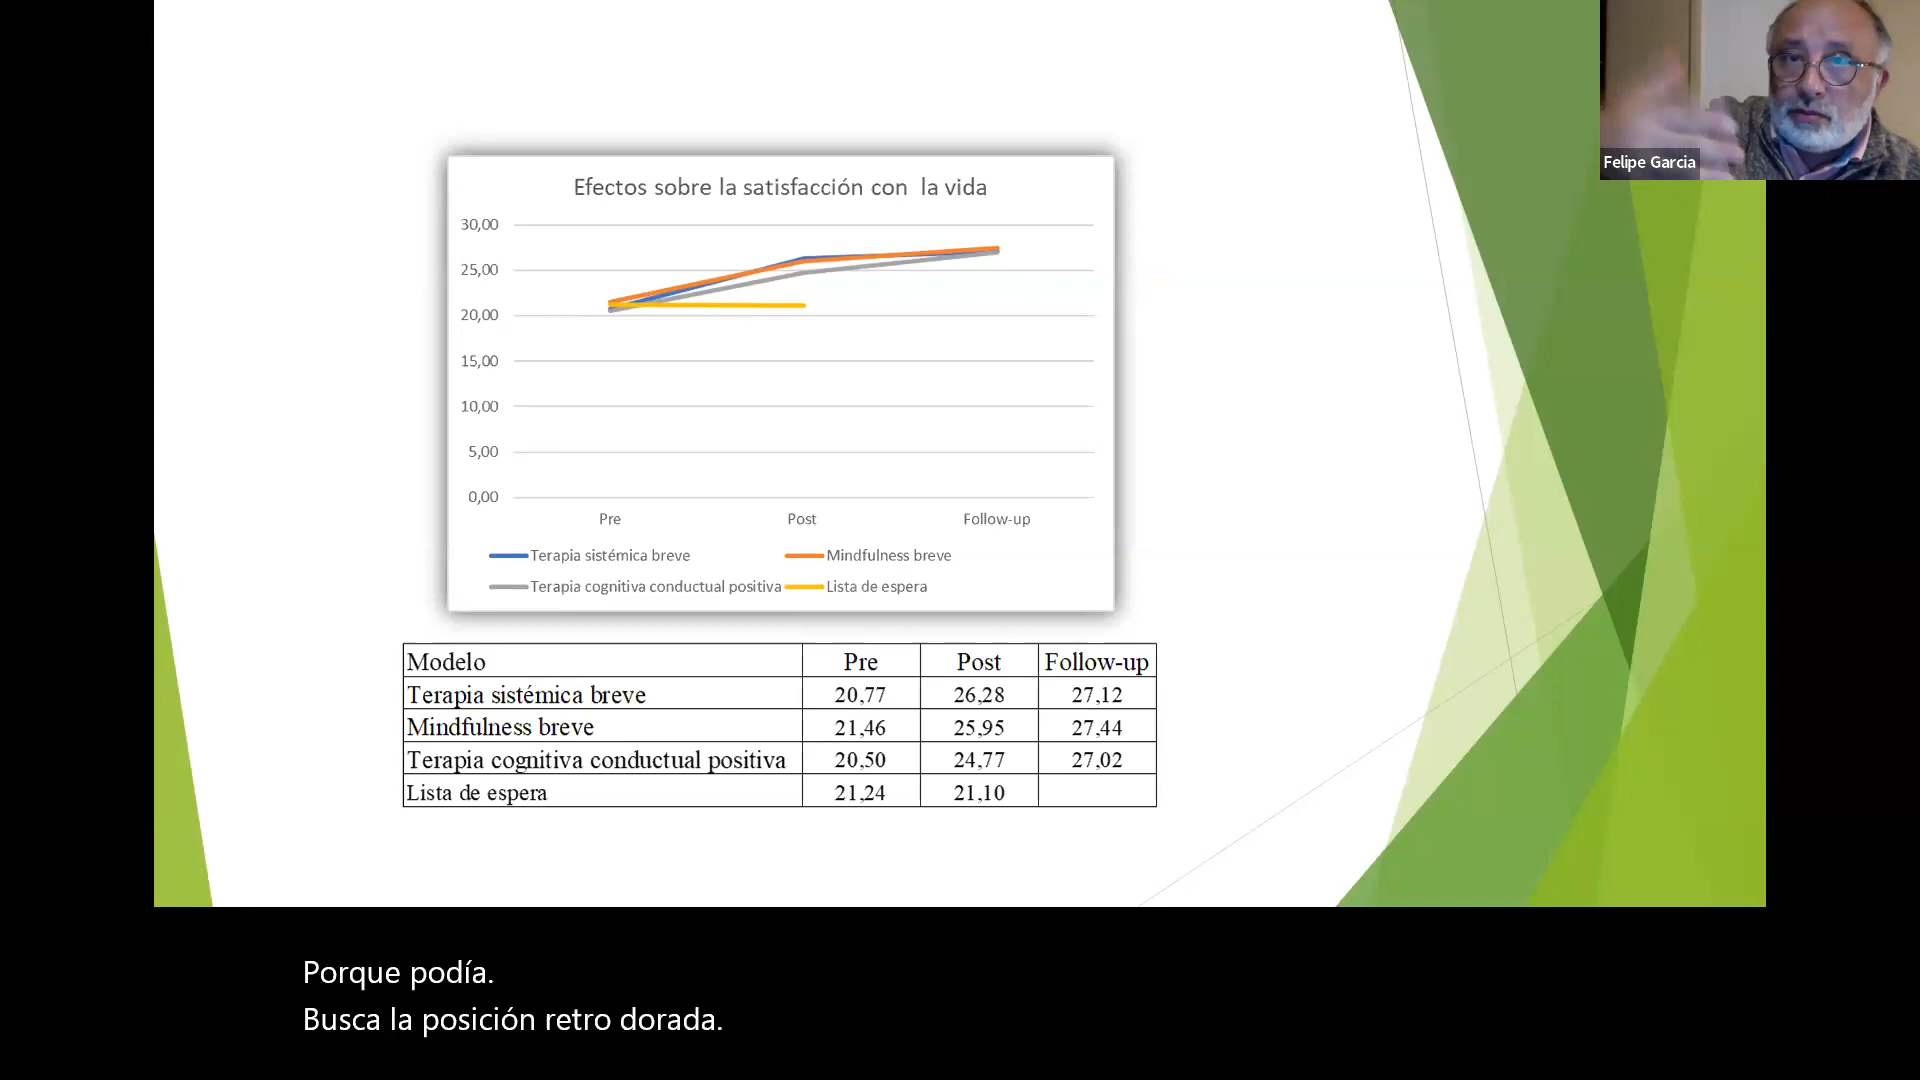 Felipe Garcia
Efectos sobre la satisfacción con la vida
30,00
25,00
20,00
15,00
10,00
5,00
0,00
Pre Post Follow-up
Terapia sistémica breve Mindfulness breve
Terapia cognitiva conductual positiva Lista de espera
Modelo Pre Post Follow-up
Terapia sistémica breve 20,77 26,28 27,12
Mindfulness breve 21,46 25,95 27,44
Terapia cognitiva conductual positiva 20,50 24,77 27,02
Lista de espera 21,24 21,10
Porque podía.
Busca la posición retro dorada.